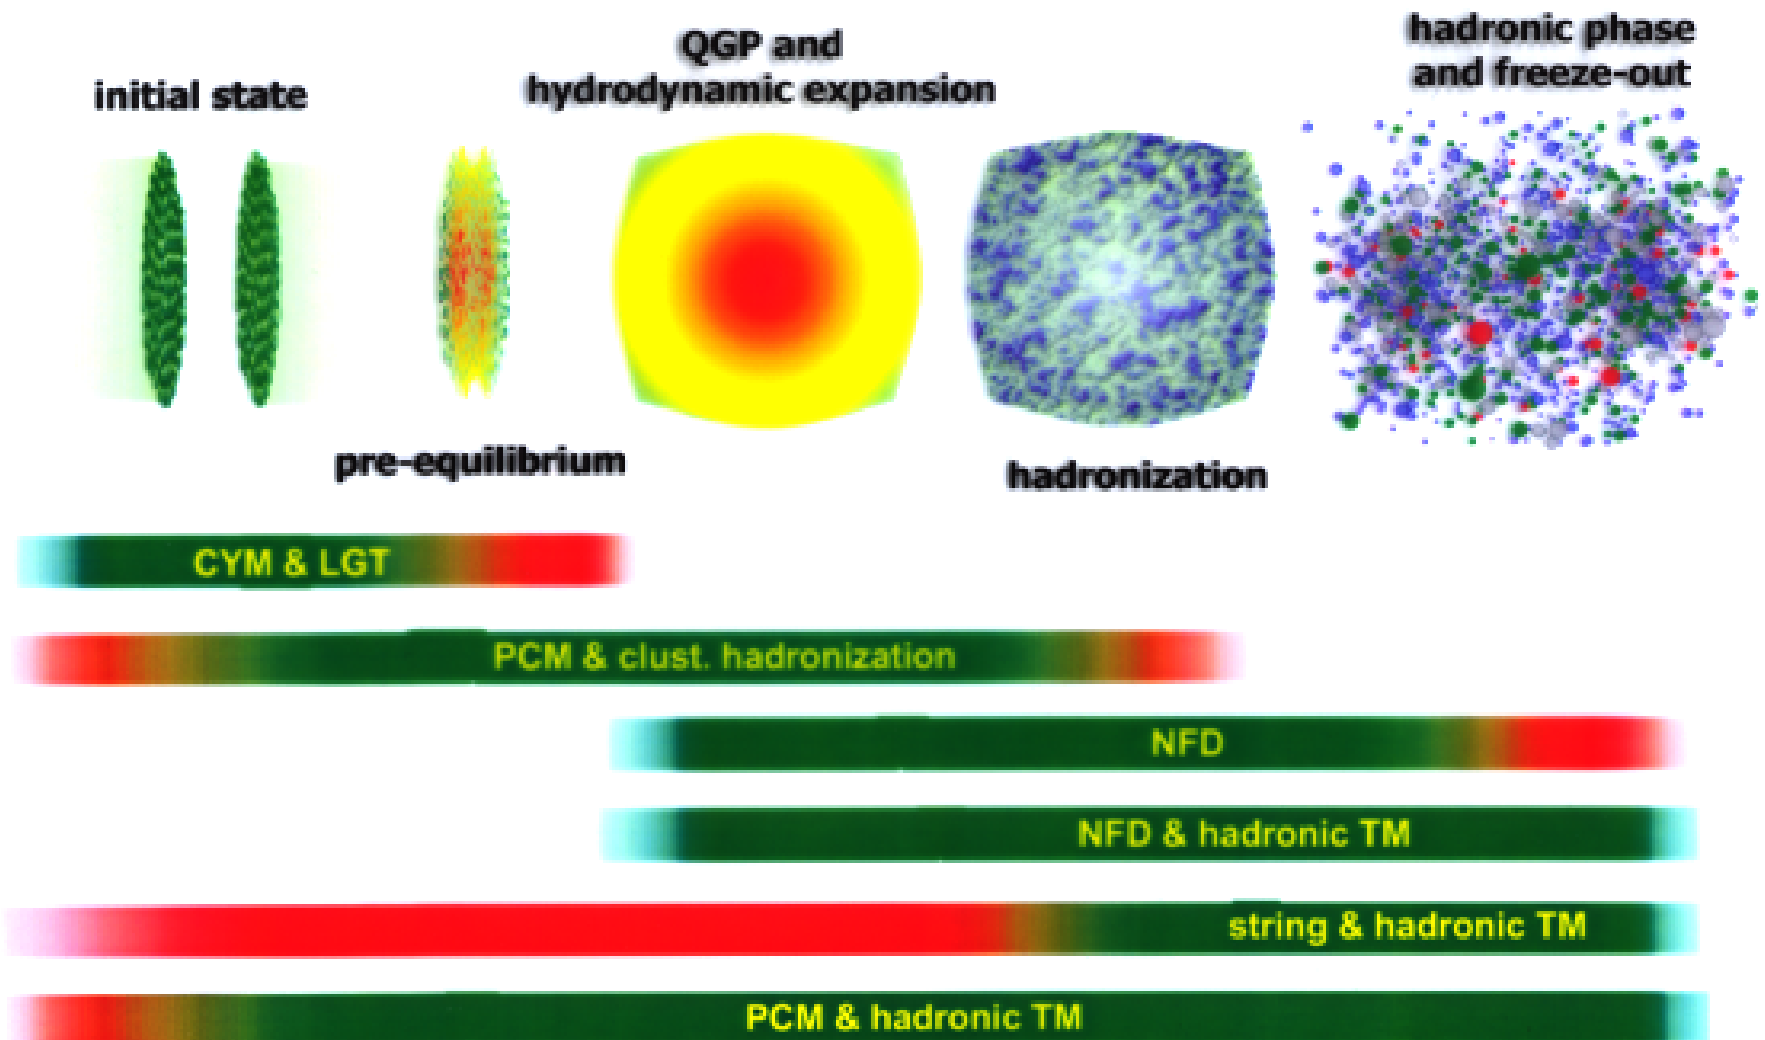 initial state
QGP and
hydrodynamic expansion
hadronic phase
and freeze-out
pre-equilibrium
hadronization
CYM & LGT
PCM & clust. hadronization
NFD
NFD & hadronic TM
string & hadronic TM
PCM & hadronic TM